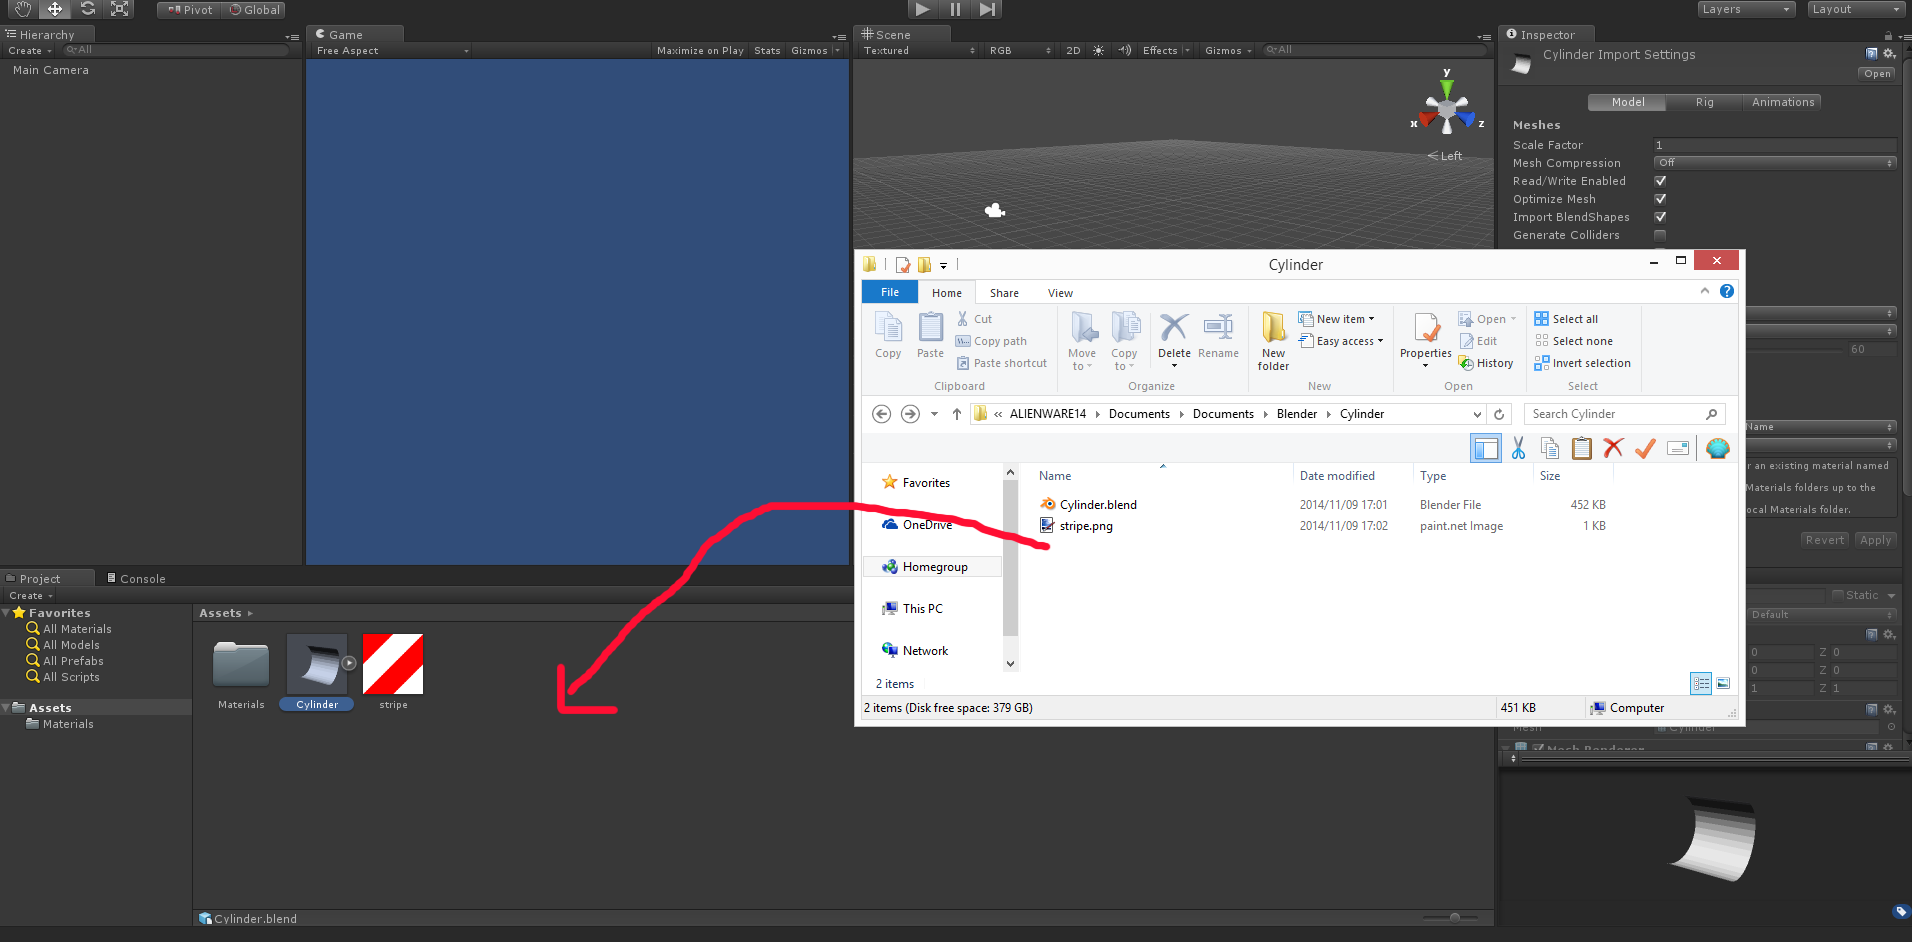 Pivot Global
Layers Layout
Hierarchy
Create All
Main Camera
Game
Free Aspect Maximize on Play Stats Gizmos
Scene
Textured RGB 2D Effects Gizmos All
y
x z
Left
Inspector
Cylinder Import Settings
Open
Model Rig Animations
Meshes
Scale Factor 1
Mesh Compression Off
Read/Write Enabled
Optimize Mesh
Import BlendShapes
Generate Colliders
60
Name
r an existing material named
Materials folders up to the
ocal Materials folder.
Revert Apply
Static
Default
0 Z 0
0 Z 0
1 Z 1
Mesh Cylinder
Mesh Renderer
Cylinder
File Home Share View
Copy Paste Cut
Copy path
Paste shortcut
Clipboard
Move to Copy to Delete Rename
Organize
New folder New item
Easy access
New
Properties Open
Edit
History
Open
Select all
Select none
Invert selection
Select
« ALIENWARE14 Documents Documents Blender Cylinder Search Cylinder
Favorites
OneDrive
Homegroup
This PC
Network
Name Date modified Type Size
Cylinder.blend 2014/11/09 17:01 Blender File 452 KB
stripe.png 2014/11/09 17:02 paint.net Image 1 KB
2 items
2 items (Disk free space: 379 GB) 451 KB Computer
Project Console
Create
Favorites
All Materials
All Models
All Prefabs
All Scripts
Assets
Materials
Assets
Materials Cylinder stripe
Cylinder.blend